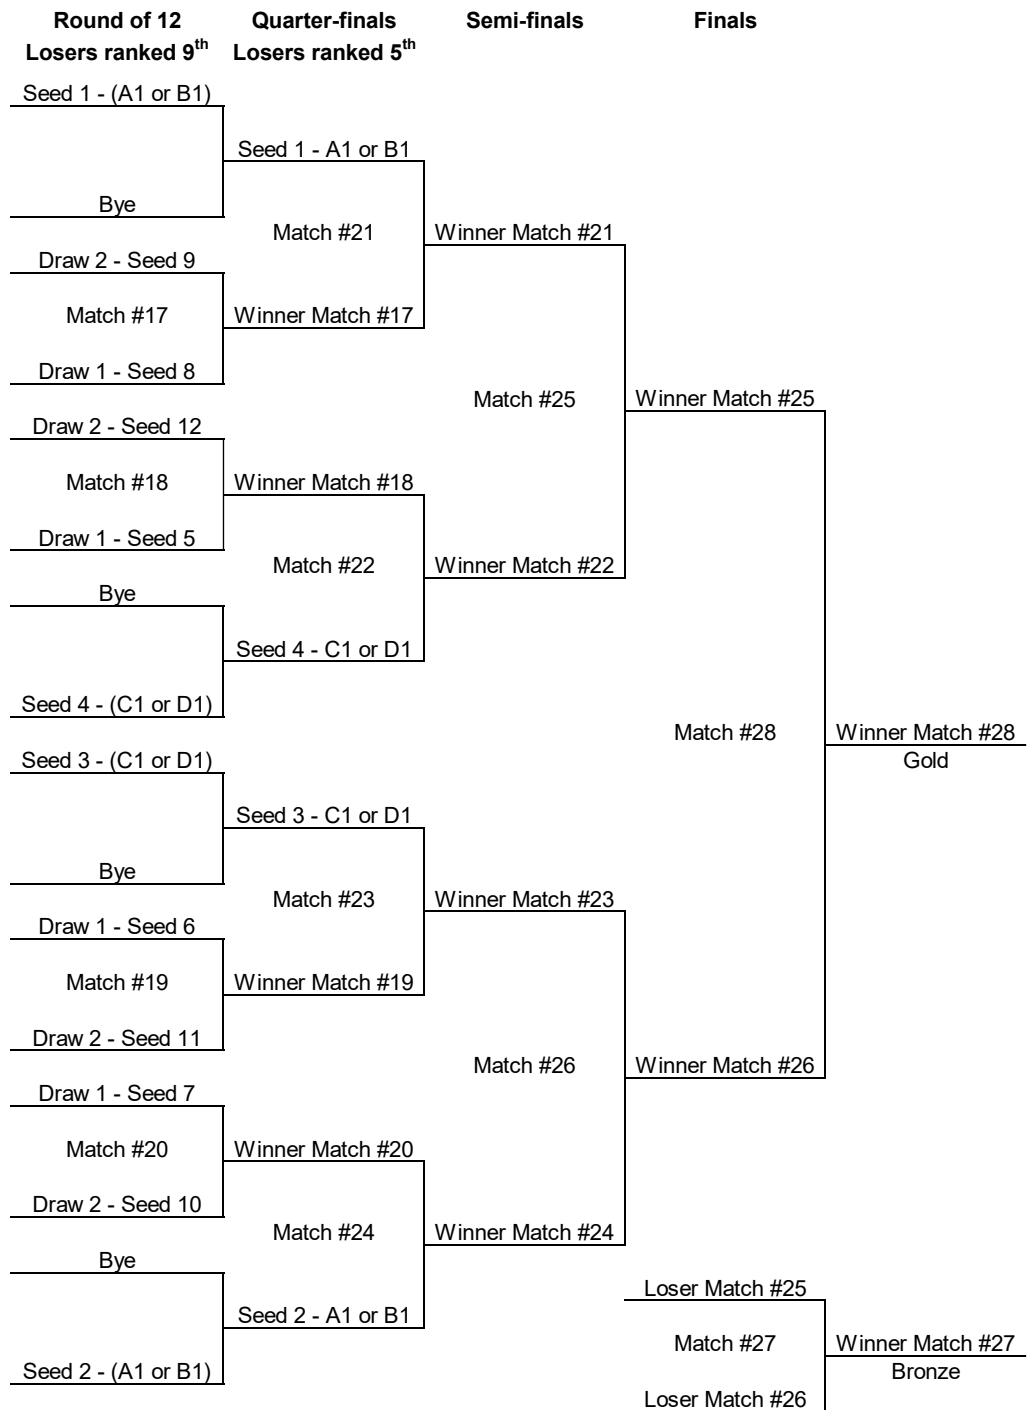 Round of 12 Quarter-finals Semi-finals Finals
Losers ranked 9th Losers ranked 5th
Seed 1 - (A1 or B1)
Seed 1 - A1 or B1
Bye
Match #21 Winner Match #21
Draw 2 - Seed 9
Match #17 Winner Match #17
Draw 1 - Seed 8
Match #25 Winner Match #25
Draw 2 - Seed 12
Match #18 Winner Match #18
Draw 1 - Seed 5
Match #22 Winner Match #22
Bye
Seed 4 - C1 or D1
Seed 4 - (C1 or D1)
Match #28 Winner Match #28
Seed 3 - (C1 or D1) Gold
Seed 3 - C1 or D1
Bye
Match #23 Winner Match #23
Draw 1 - Seed 6
Match #19 Winner Match #19
Draw 2 - Seed 11
Match #26 Winner Match #26
Draw 1 - Seed 7
Match #20 Winner Match #20
Draw 2 - Seed 10
Match #24 Winner Match #24
Bye
Loser Match #25
Seed 2 - A1 or B1
Match #27 Winner Match #27
Seed 2 - (A1 or B1) Bronze
Loser Match #26